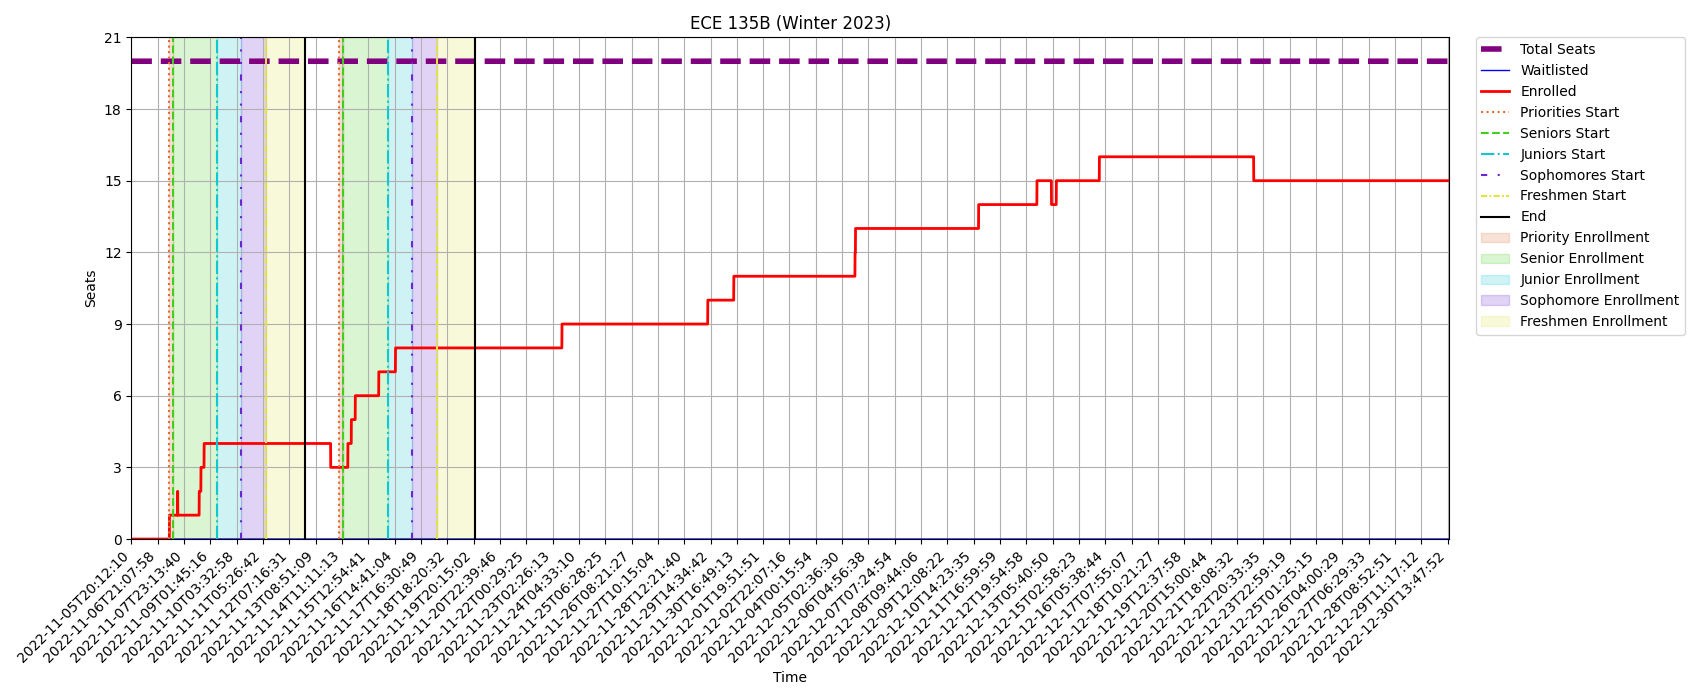 ECE 135B (Winter 2023)
21
18
15
12
9
6
3
0
Seats
2022-11-05T20:12:10
2022-11-06T21:07:58
2022-11-07T23:13:40
2022-11-09T01:45:16
2022-11-10T03:32:58
2022-11-11T05:26:42
2022-11-12T07:16:31
2022-11-13T08:51:09
2022-11-14T11:11:13
2022-11-15T12:54:41
2022-11-16T14:41:04
2022-11-17T16:30:49
2022-11-18T18:20:32
2022-11-19T20:15:02
2022-11-20T22:39:46
2022-11-22T00:29:25
2022-11-23T02:26:13
2022-11-24T04:33:10
2022-11-25T06:28:25
2022-11-26T08:21:27
2022-11-27T10:15:04
2022-11-28T12:21:40
2022-11-29T14:34:42
2022-11-30T16:49:13
2022-12-01T19:51:51
2022-12-02T22:07:16
2022-12-04T00:15:54
2022-12-05T02:36:30
2022-12-06T04:56:38
2022-12-07T07:24:54
2022-12-08T09:44:06
2022-12-09T12:08:22
2022-12-10T14:23:35
2022-12-11T16:59:59
2022-12-12T19:54:58
2022-12-13T05:40:50
2022-12-15T02:58:23
2022-12-16T05:38:44
2022-12-17T07:55:07
2022-12-18T10:21:27
2022-12-19T12:37:58
2022-12-20T15:00:44
2022-12-21T18:08:32
2022-12-22T20:33:35
2022-12-23T22:59:19
2022-12-25T01:25:15
2022-12-26T04:00:29
2022-12-27T06:29:33
2022-12-28T08:52:51
2022-12-29T11:17:12
2022-12-30T13:47:52
Time
Total Seats
Waitlisted
Enrolled
Priorities Start
Seniors Start
Juniors Start
Sophomores Start
Freshmen Start
End
Priority Enrollment
Senior Enrollment
Junior Enrollment
Sophomore Enrollment
Freshmen Enrollment